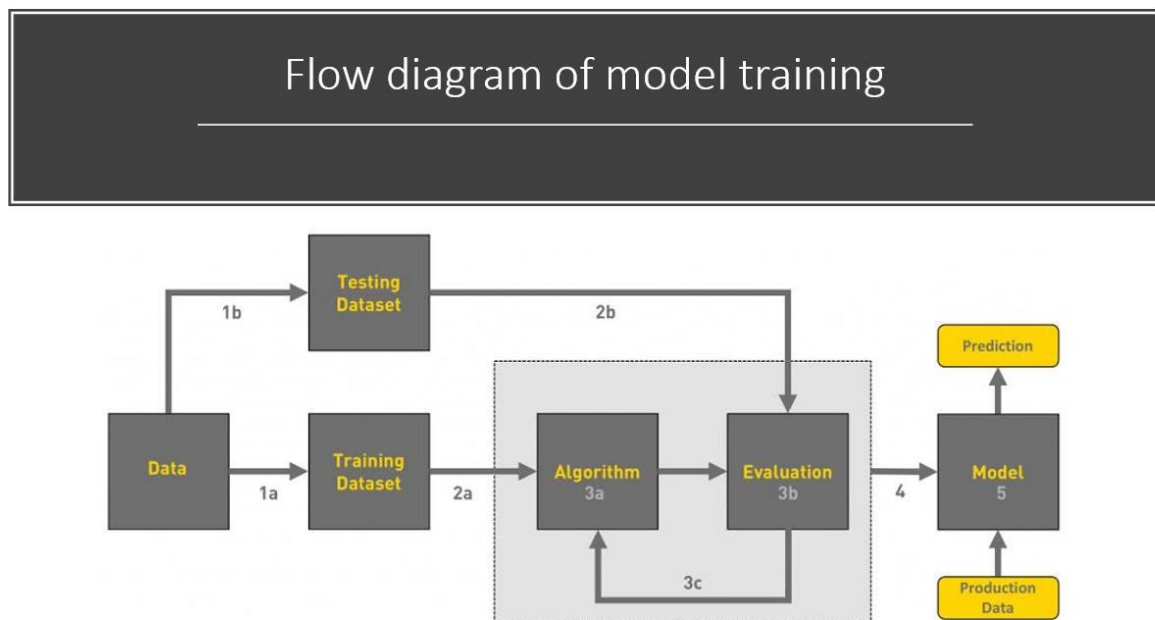 Flow diagram of model training
Testing
Dataset
1b
2b
Prediction
Data
1a
Training
Dataset
2a
Algorithm
3a
Evaluation
3b
4
Model
5
3c
Production
Data